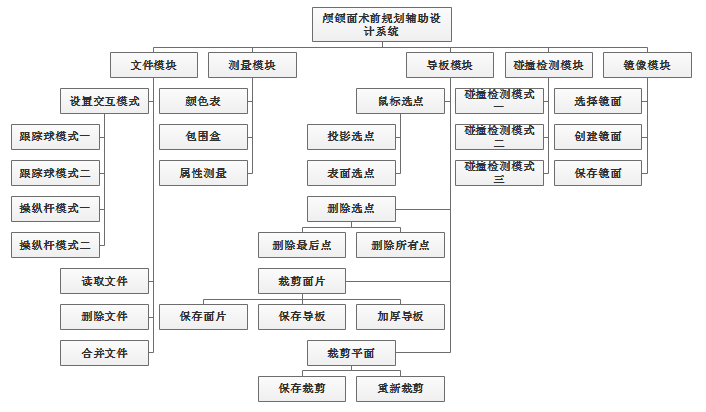 颅颌面术前规划辅助设
计系统
文件模块
测量模块
导板模块
碰撞检测模块
镜像模块
设置交互模式
颜色表
鼠标选点
碰撞检测模式
一
选择镜面
跟踪球模式一
包围盒
投影选点
碰撞检测模式
二
创建镜面
跟踪球模式二
属性测量
表面选点
碰撞检测模式
三
保存镜面
操纵杆模式一
删除选点
操纵杆模式二
删除最后点
删除所有点
读取文件
裁剪面片
删除文件
保存面片
保存导板
加厚导板
合并文件
裁剪平面
保存裁剪
重新裁剪